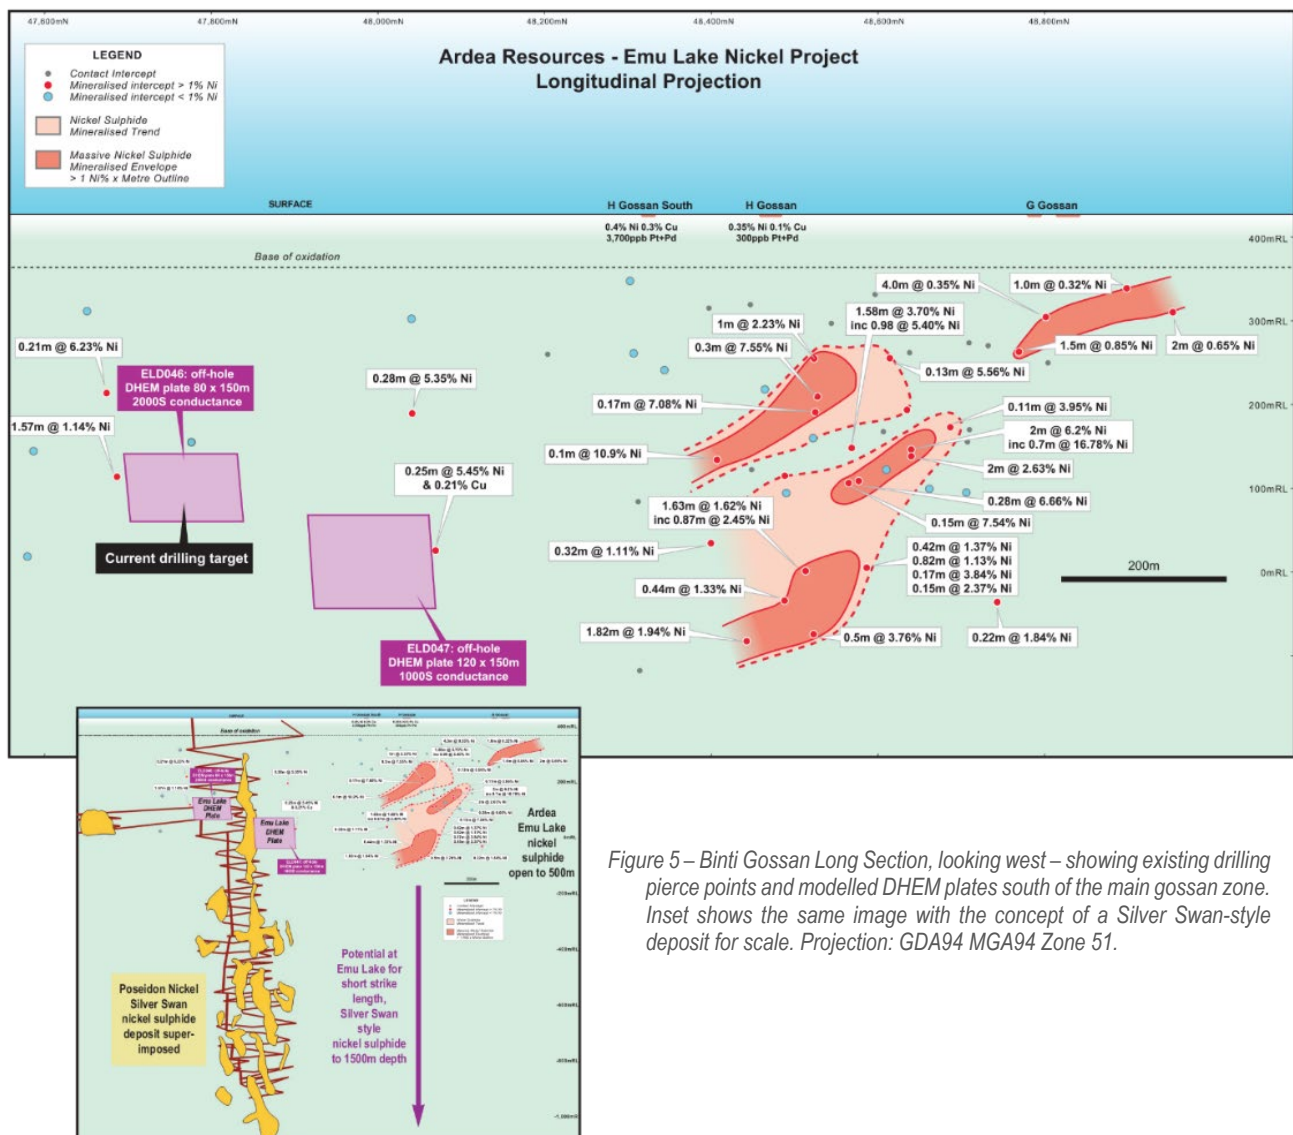 47,600mN 47,800mN 48,000mN 48,200mN 48,400mN 48,600mN 48,800mN
LEGEND
Contact Intercept
Mineralised intercept > 1% Ni
Mineralised intercept < 1% Ni
Nickel Sulphide
Mineralised Trend
Massive Nickel Sulphide
Mineralised Envelope
> 1 Ni% x Metre Outline
Ardea Resources - Emu Lake Nickel Project
Longitudinal Projection
SURFACE
H Gossan South
0.4% Ni 0.3% Cu
3,700ppb Pt+Pd
H Gossan
0.35% Ni 0.1% Cu
300ppb Pt+Pd
G Gossan
400mRL
Base of oxidation
300mRL
200mRL
100mRL
0mRL
4.0m @ 0.35% Ni
1.0m @ 0.32% Ni
1.58m @ 3.70% Ni
inc 0.98 @ 5.40% Ni
1m @ 2.23% Ni
0.3m @ 7.55% Ni
1.5m @ 0.85% Ni
2m @ 0.65% Ni
0.13m @ 5.56% Ni
0.21m @ 6.23% Ni
ELD046: off-hole
DHEM plate 80 x 150m
2000S conductance
0.28m @ 5.35% Ni
0.17m @ 7.08% Ni
0.11m @ 3.95% Ni
1.57m @ 1.14% Ni
2m @ 6.2% Ni
inc 0.7m @ 16.78% Ni
0.1m @ 10.9% Ni
2m @ 2.63% Ni
0.25m @ 5.45% Ni
& 0.21% Cu
0.28m @ 6.66% Ni
1.63m @ 1.62% Ni
inc 0.87m @ 2.45% Ni
0.15m @ 7.54% Ni
Current drilling target
0.32m @ 1.11% Ni
0.42m @ 1.37% Ni
0.82m @ 1.13% Ni
0.17m @ 3.84% Ni
0.15m @ 2.37% Ni
200m
0.44m @ 1.33% Ni
1.82m @ 1.94% Ni
0.5m @ 3.76% Ni
0.22m @ 1.84% Ni
ELD047: off-hole
DHEM plate 120 x 150m
1000S conductance
Base of oxidation
Emu Lake
DHEM
Plate
Emu Lake
DHEM
Plate
Ardea
Emu Lake
nickel
sulphide
open to 500m
Potential at
Emu Lake for
short strike
length,
Silver Swan
style
nickel sulphide
to 1500m depth
Poseidon Nickel
Silver Swan
nickel sulphide
deposit super-
imposed
Figure 5 – Binti Gossan Long Section, looking west – showing existing drilling
pierce points and modelled DHEM plates south of the main gossan zone.
Inset shows the same image with the concept of a Silver Swan-style
deposit for scale. Projection: GDA94 MGA94 Zone 51.